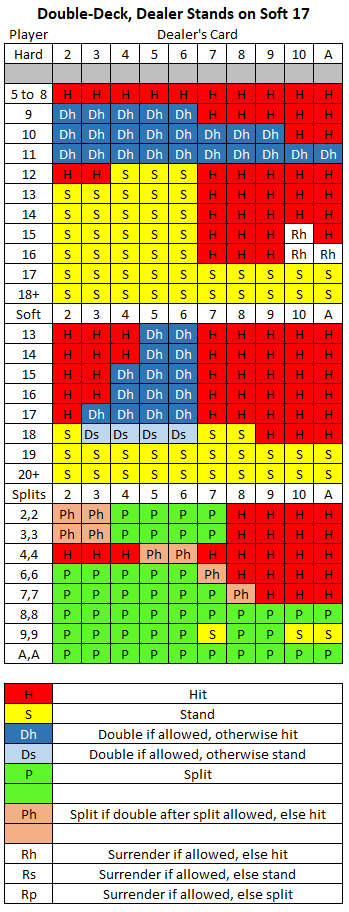 Double-Deck, Dealer Stands on Soft 17
Player Dealer's Card
Hard 2 3 4 5 6 7 8 9 10 A
5 to 8 H H H H H H H H H H
9 Dh Dh Dh Dh Dh H H H H H
10 Dh Dh Dh Dh Dh Dh Dh Dh H H
11 Dh Dh Dh Dh Dh Dh Dh Dh Dh Dh
12 H H S S S H H H H H
13 S S S S S H H H H H
14 S S S S S H H H H H
15 S S S S S H H H Rh H
16 S S S S S H H H Rh Rh
17 S S S S S S S S S S
18+ S S S S S S S S S S
Soft 2 3 4 5 6 7 8 9 10 A
13 H H H Dh Dh H H H H H
14 H H H Dh Dh H H H H H
15 H H Dh Dh Dh H H H H H
16 H H Dh Dh Dh H H H H H
17 H Dh Dh Dh Dh H H H H H
18 S Ds Ds Ds Ds S S H H H
19 S S S S S S S S S S
20+ S S S S S S S S S S
Splits 2 3 4 5 6 7 8 9 10 A
2,2 Ph Ph P P P P H H H H
3,3 Ph Ph P P P P H H H H
4,4 H H H Ph Ph H H H H H
6,6 P P P P P Ph H H H H
7,7 P P P P P P Ph H H H
8,8 P P P P P P P P P P
9,9 P P P P P S P P S S
A,A P P P P P P P P P P
H Hit
S Stand
Dh Double if allowed, otherwise hit
Ds Double if allowed, otherwise stand
P Split
Ph Split if double after split allowed, else hit
Rh Surrender if allowed, else hit
Rs Surrender if allowed, else stand
Rp Surrender if allowed, else split